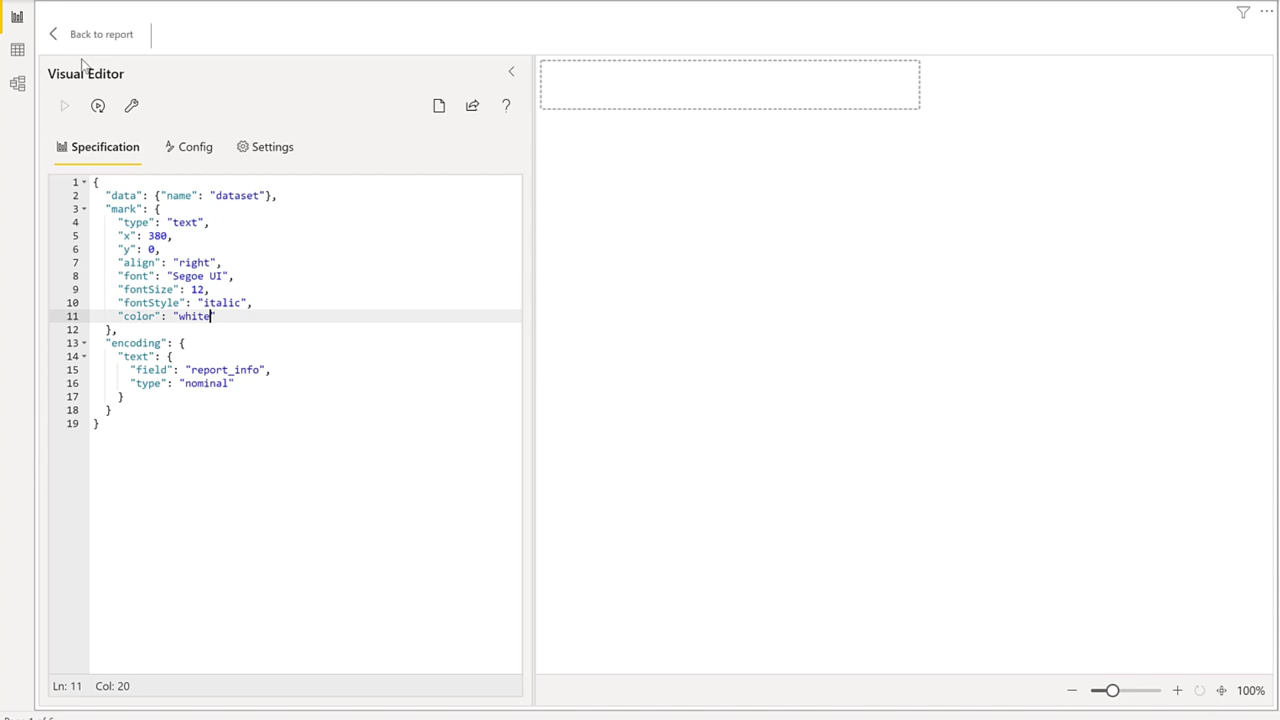 Back to report
Visual Editor
Specification Config Settings
1 {
2 "data": {"name": "dataset"},
3 "mark": {
4 "type": "text",
5 "x": 380,
6 "y": 0,
7 "align": "right",
8 "font": "Segoe UI",
9 "fontSize": 12,
10 "fontStyle": "italic",
11 "color": "white"
12 },
13 "encoding": {
14 "text": {
15 "field": "report_info",
16 "type": "nominal"
17 }
18 }
19 }
Ln: 11 Col: 20
100%